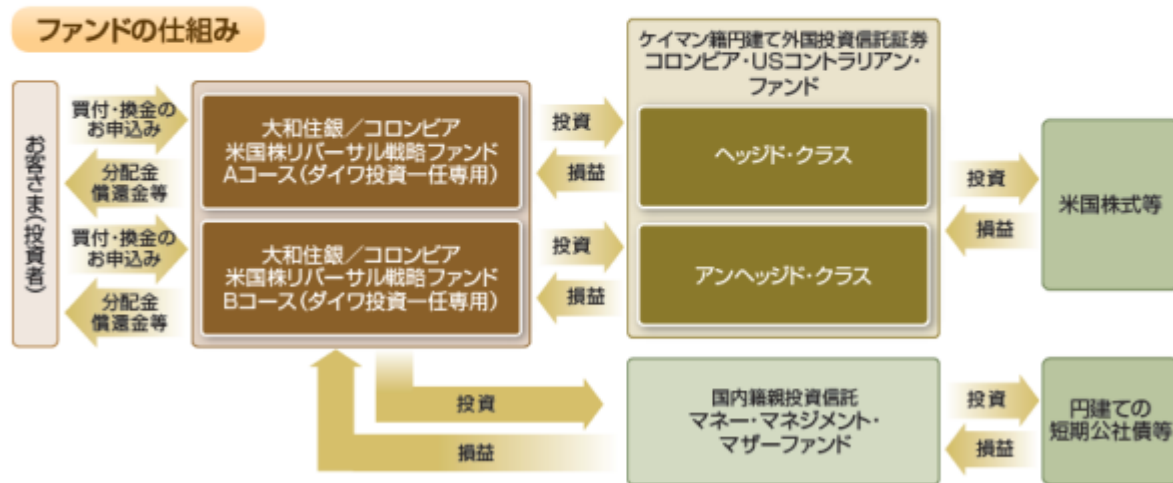 ファンドの仕組み
お客さま(投資者)
買付・換金の
お申込み
分配金
償還金等
買付・換金の
お申込み
分配金
償還金等
大和住銀/コロンビア
米国株リバーサル戦略ファンド
Aコース(ダイワ投資一任専用)
大和住銀/コロンビア
米国株リバーサル戦略ファンド
Bコース(ダイワ投資一任専用)
投資
損益
投資
損益
ケイマン籍円建て外国投資信託証券
コロンビア・USコントラリアン・
ファンド
ヘッジド・クラス
アンヘッジド・クラス
投資
損益
米国株式等
投資
損益
国内籍親投資信託
マネー・マネジメント・
マザーファンド
投資
損益
円建ての
短期公社債等